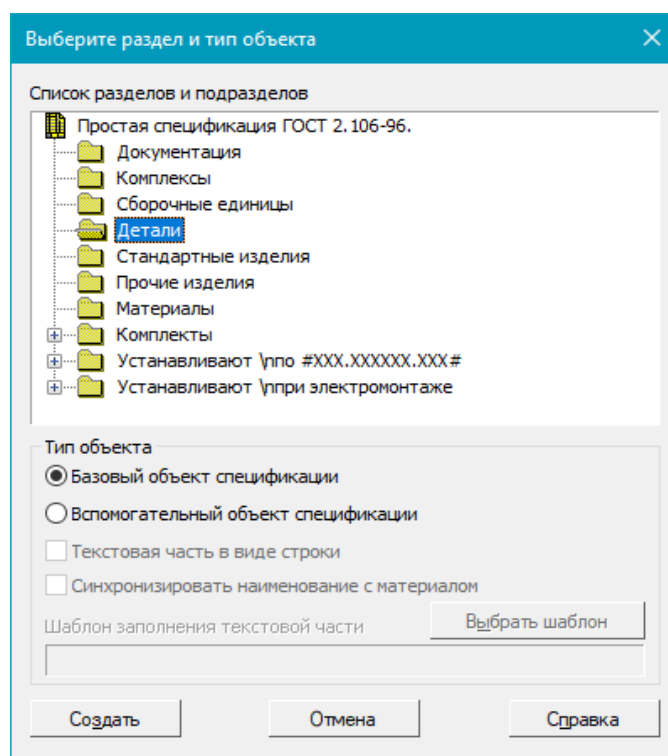 Выберите раздел и тип объекта
Список разделов и подразделов
Простая спецификация ГОСТ 2.106-96.
Документация
Комплексы
Сборочные единицы
Детали
Стандартные изделия
Прочие изделия
Материалы
Комплекты
Устанавливают \nпо #XXX.XXXXXX.XXX#
Устанавливают \nпри электромонтаже
Тип объекта
Базовый объект спецификации
Вспомогательный объект спецификации
Текстовая часть в виде строки
Синхронизировать наименование с материалом
Шаблон заполнения текстовой части
Выбрать шаблон
Создать Отмена Справка